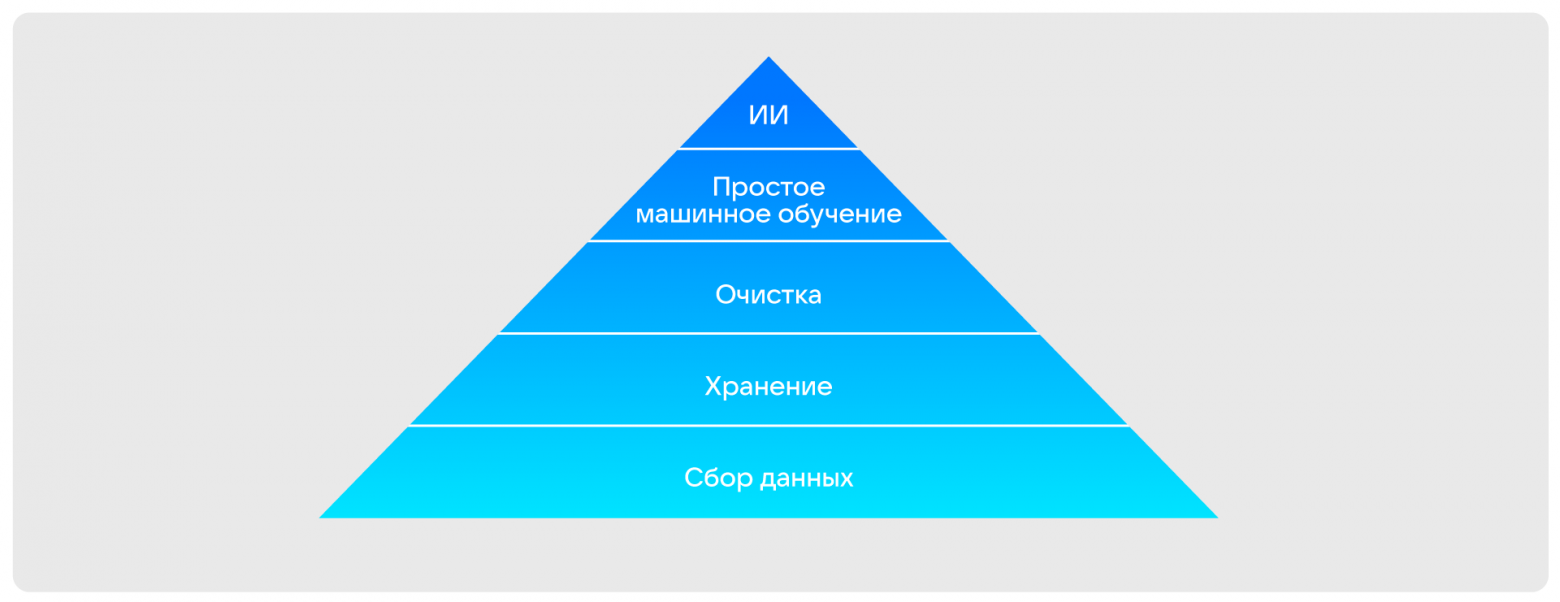 ИИ
Простое
машинное обучение
Очистка
Хранение
Сбор данных